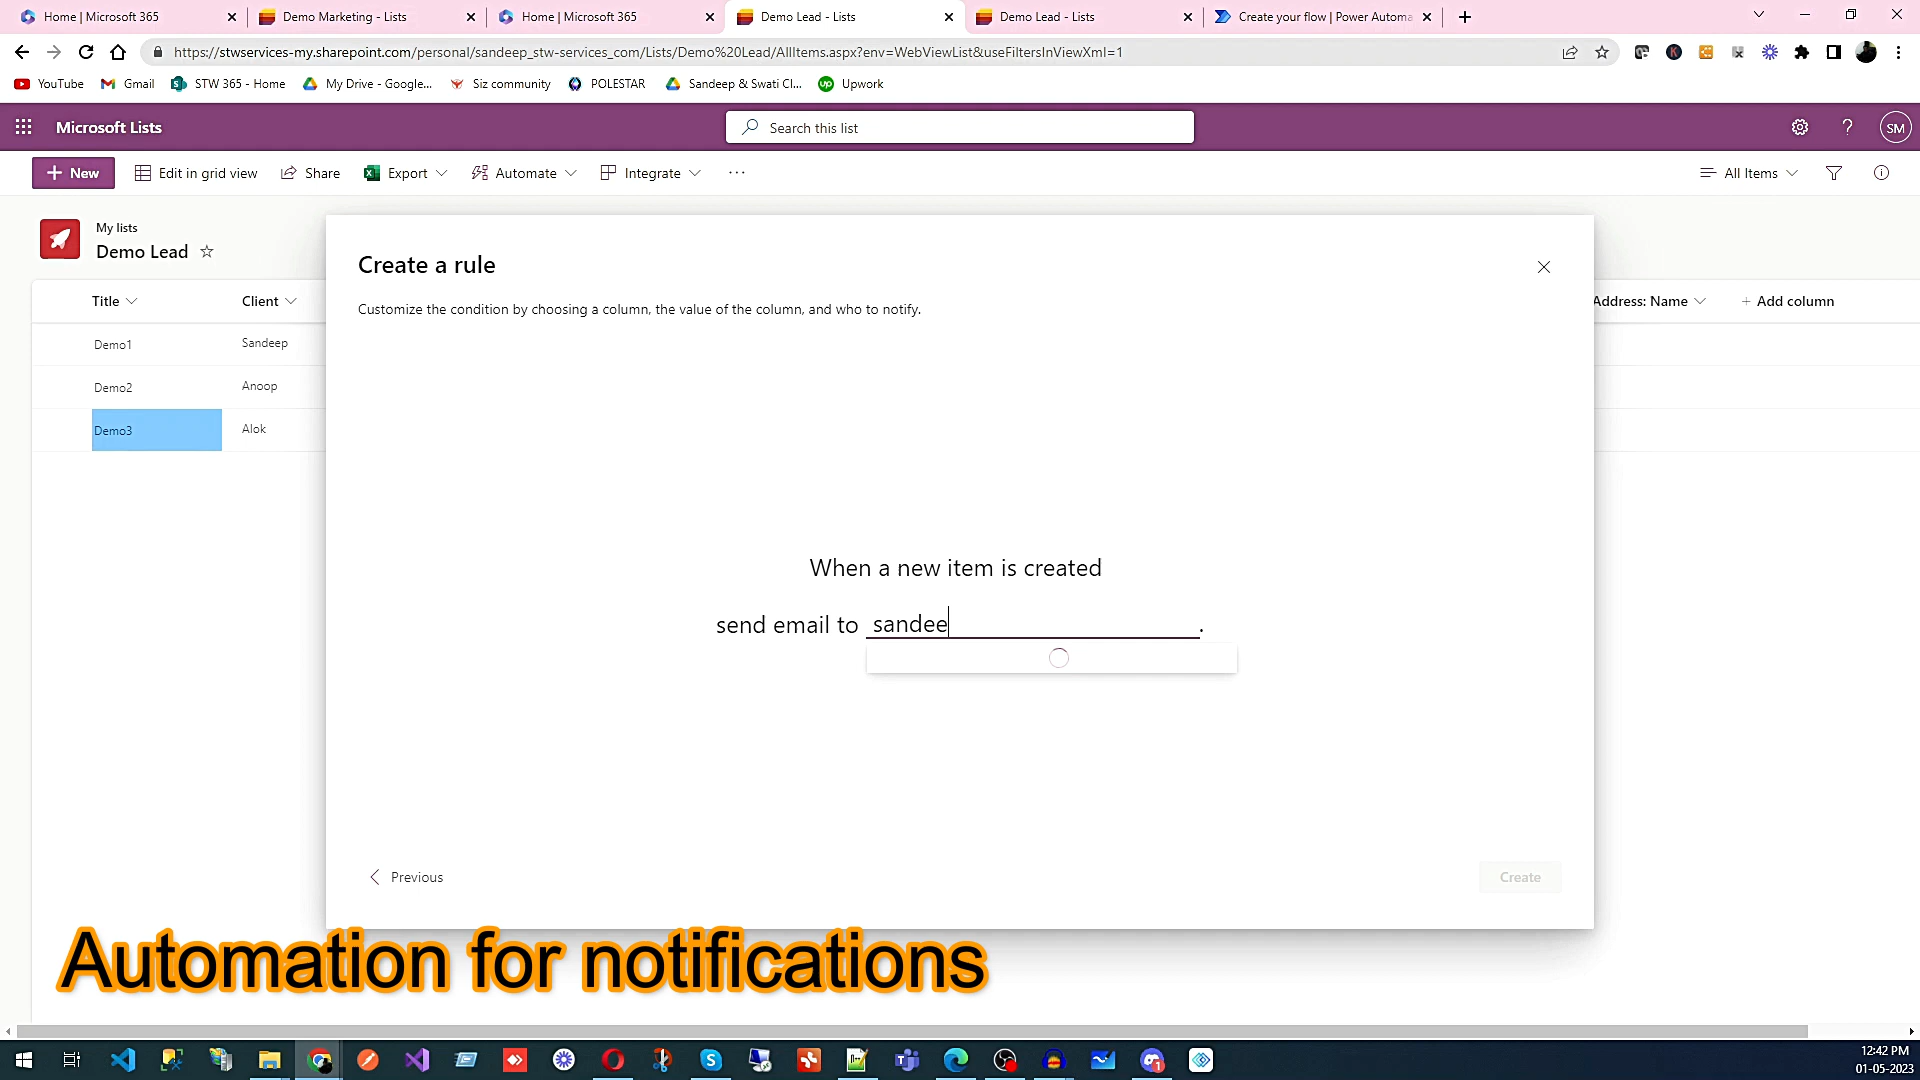 Home | Microsoft 365
Demo Marketing - Lists
Home | Microsoft 365
Demo Lead - Lists
Demo Lead - Lists
Create your flow | Power Automa
https://stwservices-my.sharepoint.com/personal/sandeep_stw-services_com/Lists/Demo%20Lead/AllItems.aspx?env=WebViewList&useFiltersInViewXml=1
YouTube
Gmail
STW 365 - Home
My Drive - Google...
Siz community
POLESTAR
Sandeep & Swati Cl...
Upwork
Microsoft Lists
Search this list
SM
New
Edit in grid view
Share
Export
Automate
Integrate
All Items
My lists
Demo Lead
Title
Client
Address: Name
Add column
Demo1
Sandeep
Demo2
Anoop
Demo3
Alok
Create a rule
Customize the condition by choosing a column, the value of the column, and who to notify.
When a new item is created
send email to sandee.
Previous
Create
Automation for notifications
12:42 PM
01-05-2023